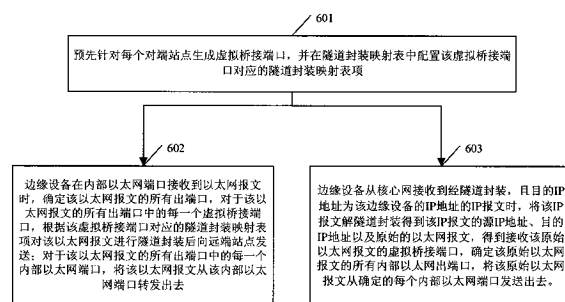 601
预先针对每个对端站点生成虚拟桥接端口，并在隧道封装映射表中配置该虚拟桥接端
口对应的隧道封装映射表项
602
603
边缘设备在内部以太网端口接收到以太网报文
时，确定该以太网报文的所有出端口，对于该以
太网报文的所有出端口中的每一个虚拟桥接端
口，根据该虚拟桥接端口对应的隧道封装映射表
项对该以太网报文进行隧道封装后向远端站点发
送；对于该以太网报文的所有出端口中的每一个
内部以太网端口，将该以太网报文从该内部以太
网端口转发出去
边缘设备从核心网接收到经隧道封装，且目的IP
地址为该边缘设备的IP地址的IP报文时，将该IP
报文解隧道封装得到该IP报文的源IP地址、目的
IP地址以及原始的以太网报文，得到接收该原始
以太网报文的虚拟桥接端口，确定该原始以太网
报文的所有内部以太网出端口，将该原始以太网
报文从确定的每个内部以太网端口发送出去。